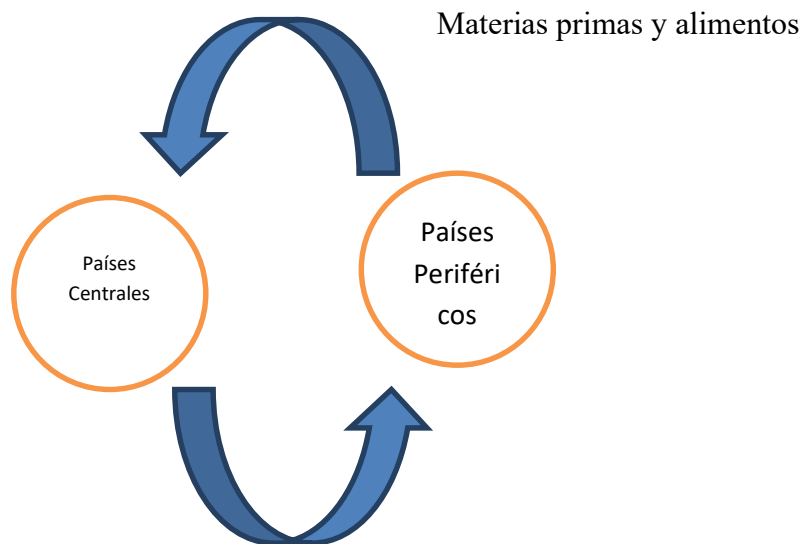 Materias primas y alimentos
Países
Centrales
Países
Periféri
cos